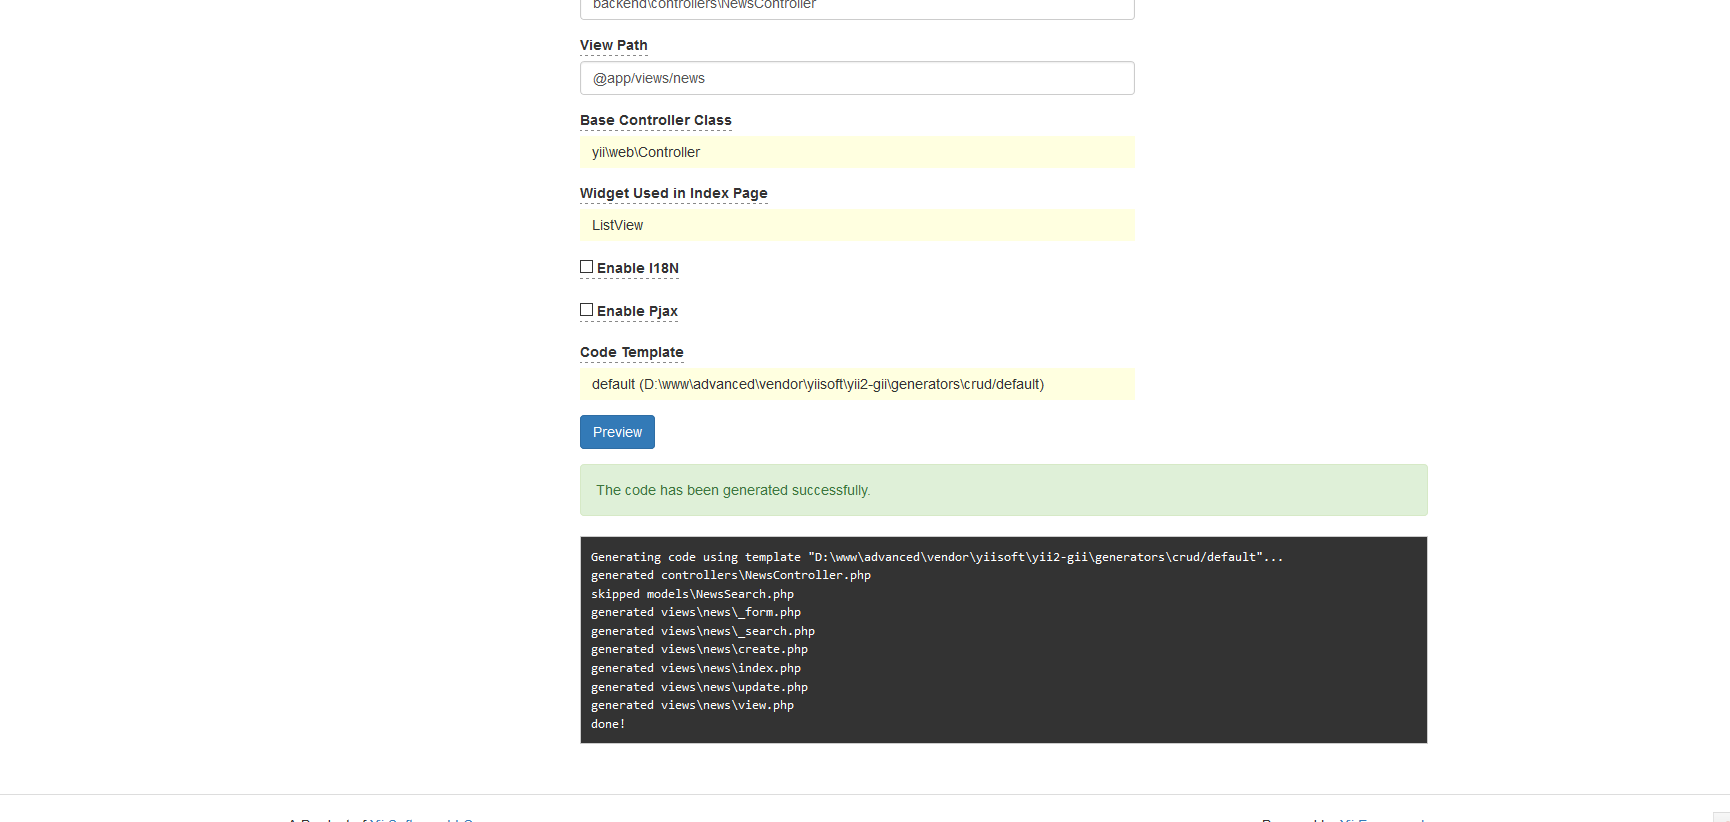 backend\controllers\NewsController
View Path
@app/views/news
Base Controller Class
yii\web\Controller
Widget Used in Index Page
ListView
Enable I18N
Enable Pjax
Code Template
default (D:\www\advanced\vendor\yiisoft\yii2-gii\generators\crud/default)
Preview
The code has been generated successfully.
Generating code using template "D:\www\advanced\vendor\yiisoft\yii2-gii\generators\crud/default"...
generated controllers\NewsController.php
skipped models\NewsSearch.php
generated views\news\_form.php
generated views\news\_search.php
generated views\news\create.php
generated views\news\index.php
generated views\news\update.php
generated views\news\view.php
done!